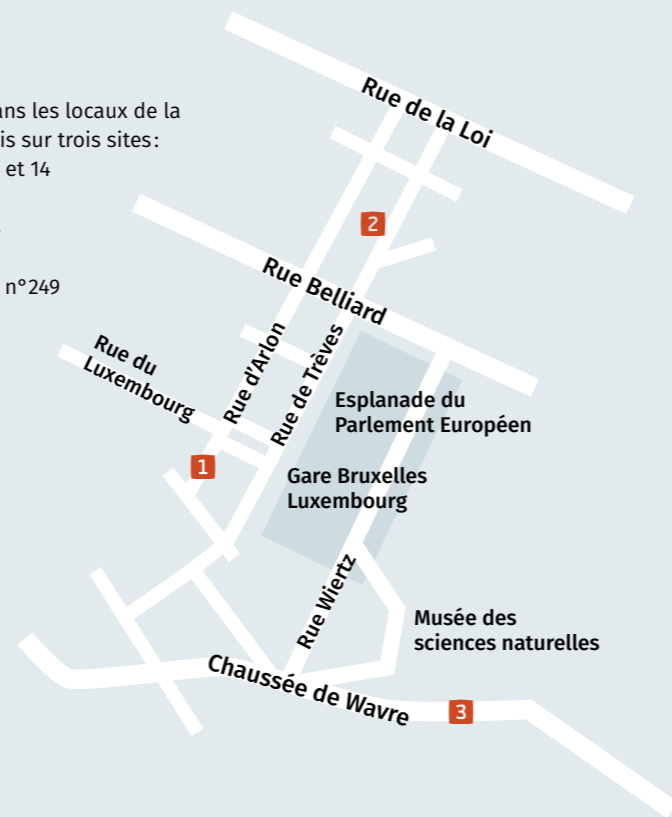 ans les locaux de la
is sur trois sites :
et 14
n°249
Rue de la Loi
2
Rue Belliard
Rue du
Luxembourg
Rue d'Arlon
Rue de Trèves
Esplanade du
Parlement Européen
1
Gare Bruxelles
Luxembourg
Rue Wiertz
Musée des
sciences naturelles
Chaussée de Wavre
3